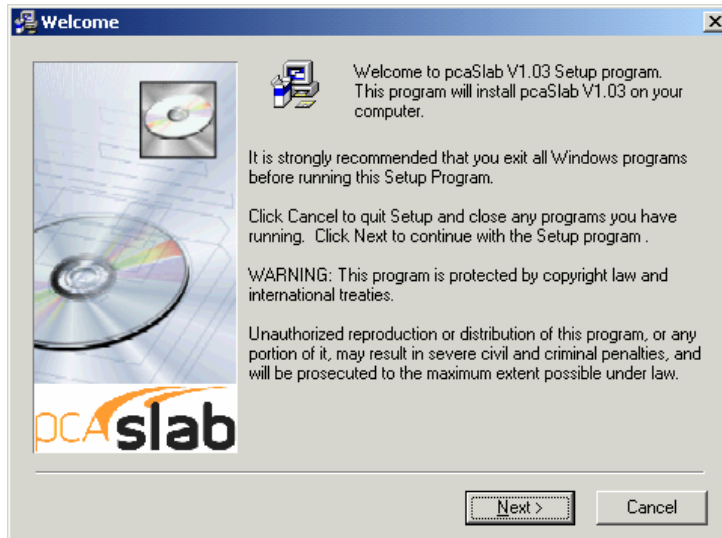 Welcome
Welcome to pcaSlab V1.03 Setup program.
This program will install pcaSlab V1.03 on your
computer.
It is strongly recommended that you exit all Windows programs
before running this Setup Program.
Click Cancel to quit Setup and close any programs you have
running.  Click Next to continue with the Setup program .
WARNING: This program is protected by copyright law and
international treaties.
Unauthorized reproduction or distribution of this program, or any
portion of it, may result in severe civil and criminal penalties, and
will be prosecuted to the maximum extent possible under law.
pcAslab
Next >
Cancel